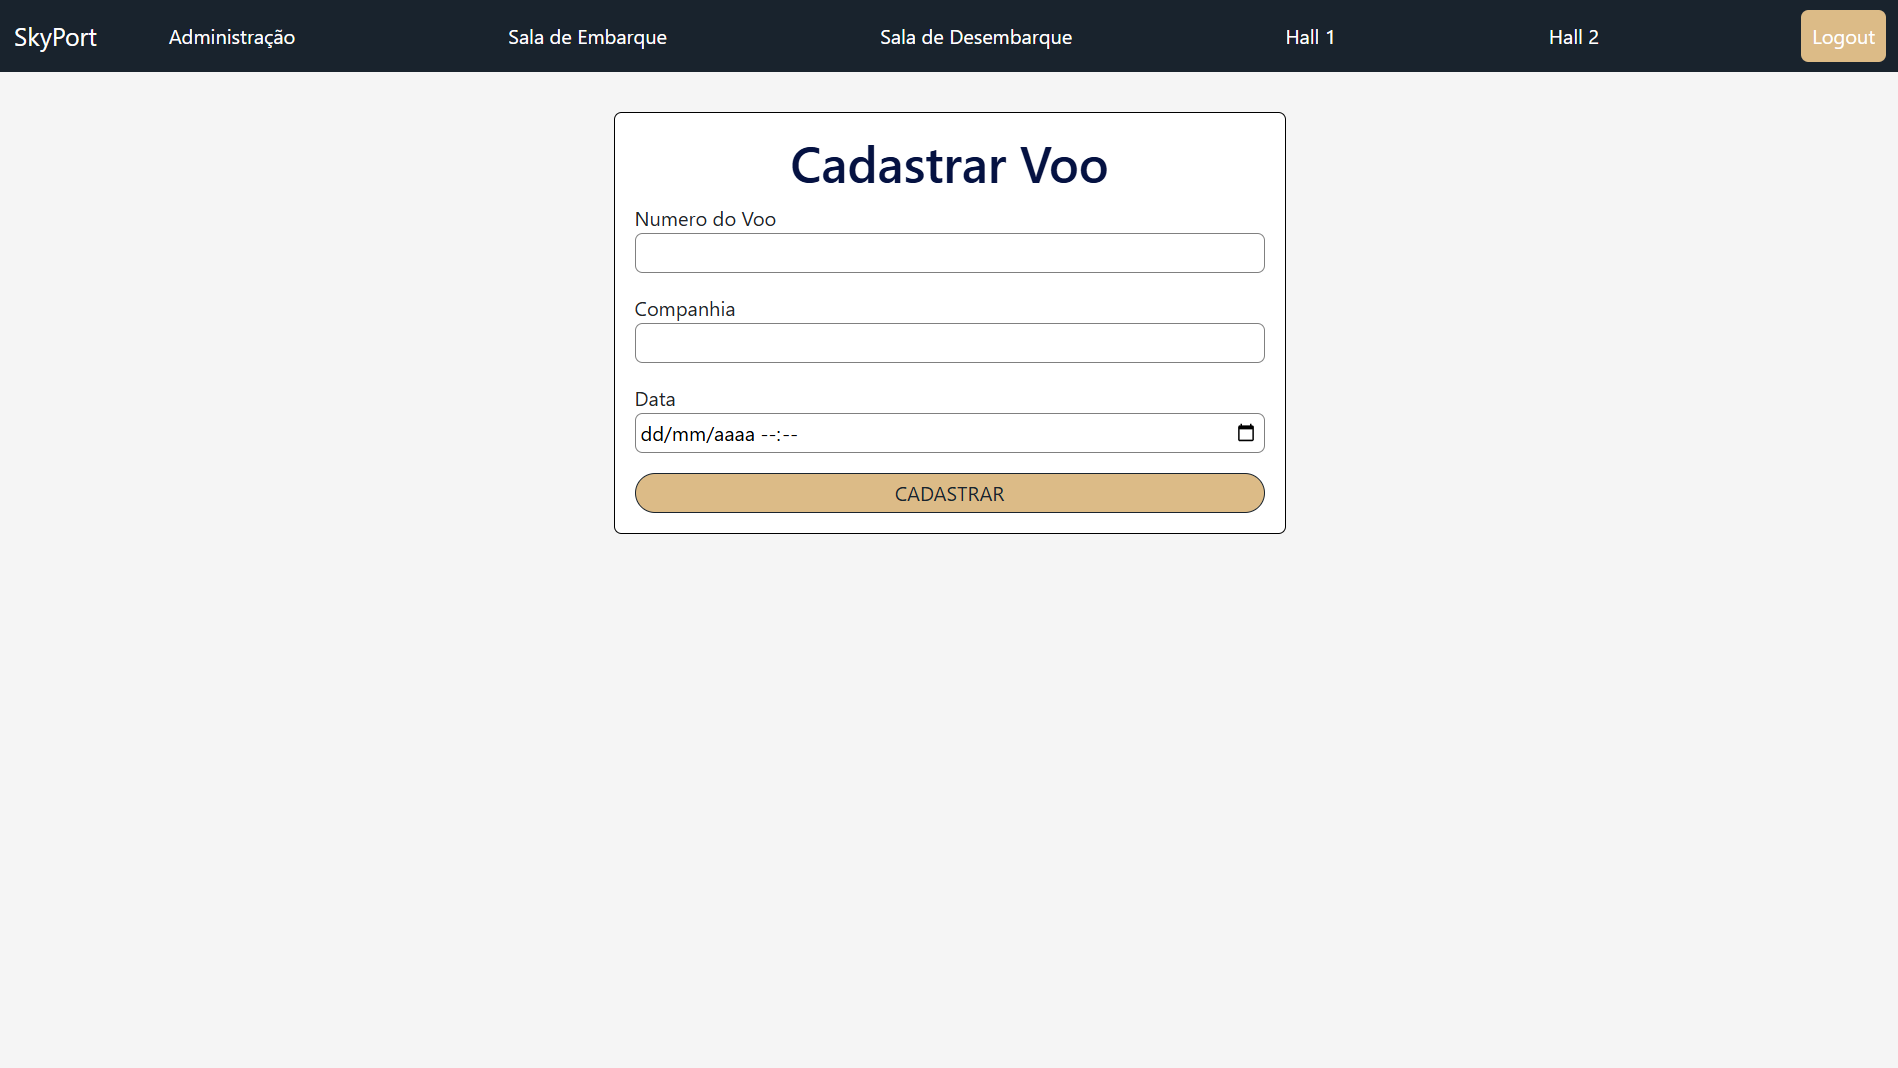 SkyPort Administração Sala de Embarque Sala de Desembarque Hall 1 Hall 2 Logout
Cadastrar Voo
Numero do Voo
Companhia
Data
dd/mm/aaaa --:--
CADASTRAR